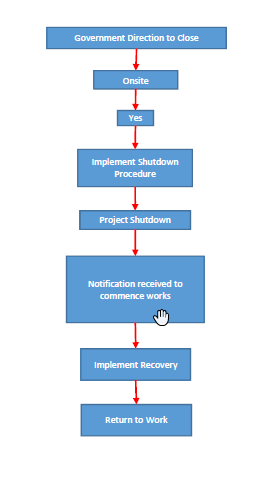 Government Direction to Close
Onsite
Yes
Implement Shutdown
Procedure
Project Shutdown
Notification received to
commence works
Implement Recovery
Return to Work